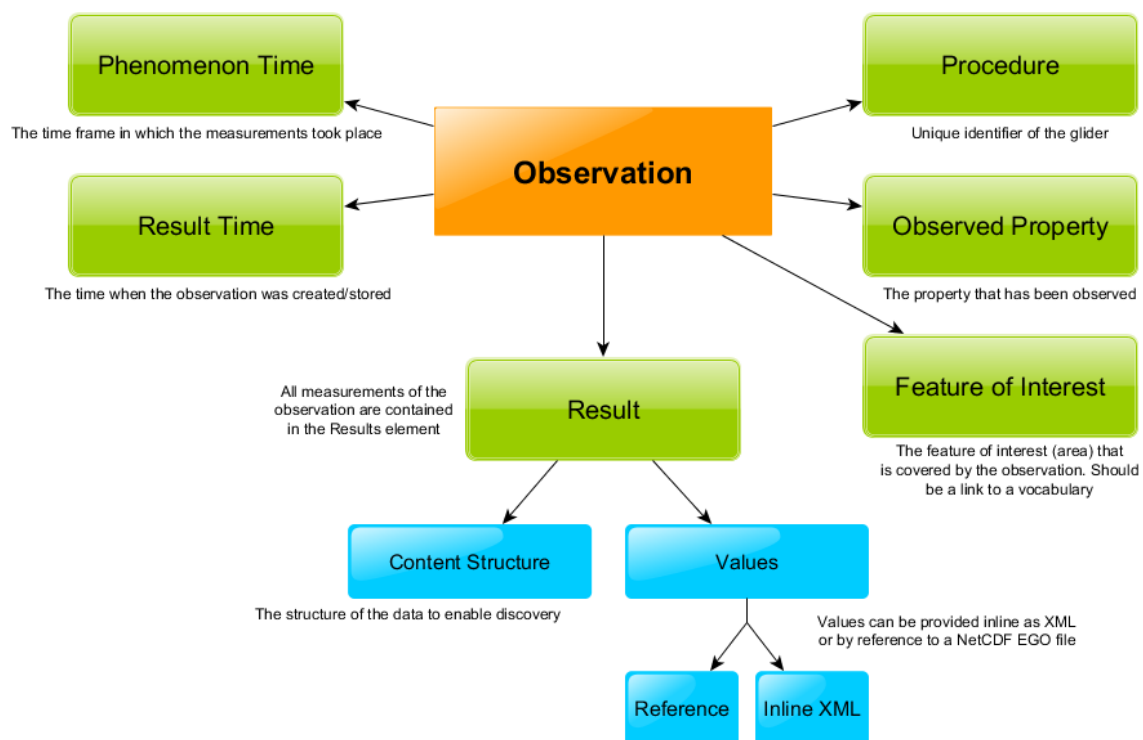 Phenomenon Time
The time frame in which the measurements took place
Procedure
Unique identifier of the glider
Observation
Result Time
The time when the observation was created/stored
Observed Property
The property that has been observed
All measurements of the
observation are contained
in the Results element
Result
Feature of Interest
The feature of interest (area) that
is covered by the observation. Should
be a link to a vocabulary
Content Structure
The structure of the data to enable discovery
Values
Values can be provided inline as XML
or by reference to a NetCDF EGO file
Reference
Inline XML